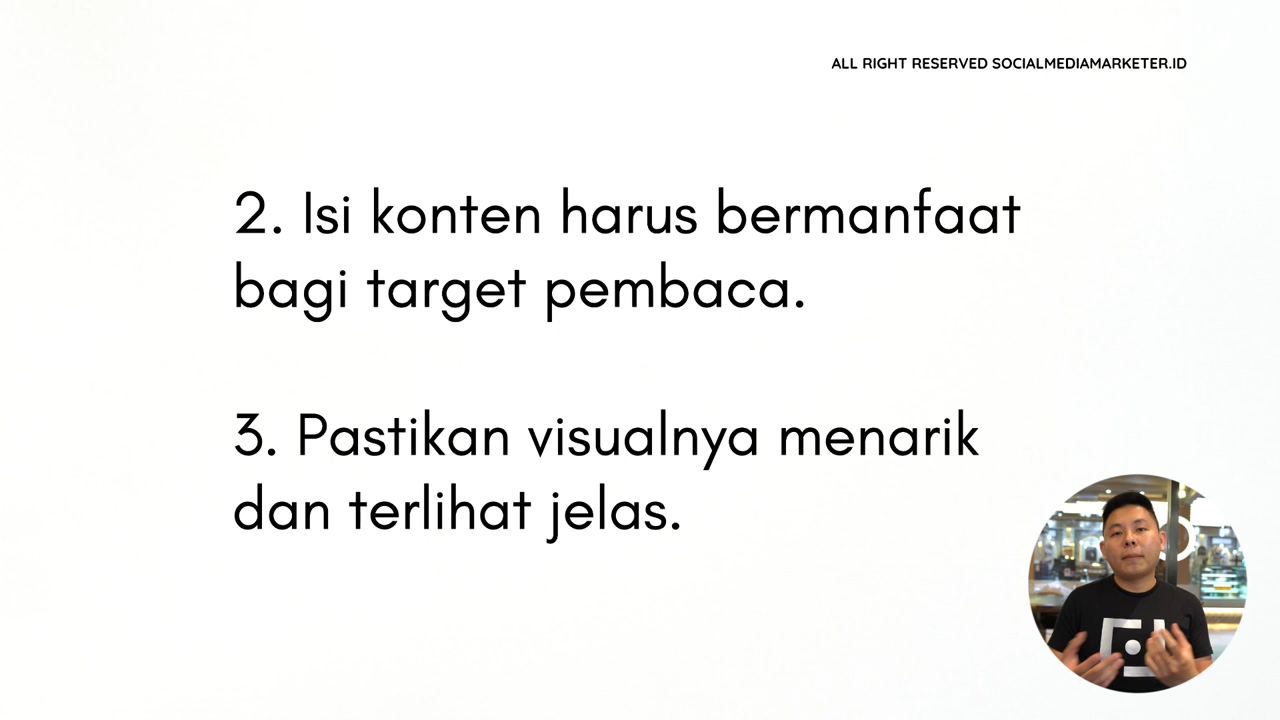 ALL RIGHT RESERVED SOCIALMEDIAMARKETER.ID
2. Isi konten harus bermanfaat
bagi target pembaca.
3. Pastikan visualnya menarik
dan terlihat jelas.